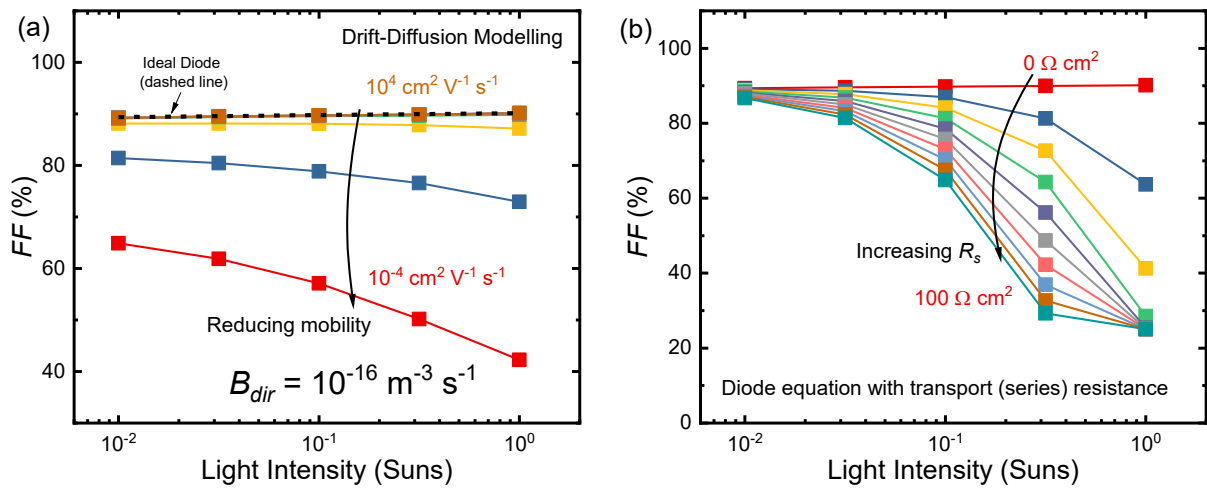 (a)
Drift-Diffusion Modelling
Ideal Diode
(dashed line)
10⁴ cm² V⁻¹ s⁻¹
10⁻⁴ cm² V⁻¹ s⁻¹
Reducing mobility
B_dir = 10⁻¹⁶ m⁻³ s⁻¹
FF (%)
100
80
60
40
10⁻²
10⁻¹
10⁰
Light Intensity (Suns)
(b)
0 Ω cm²
Increasing R_s
100 Ω cm²
Diode equation with transport (series) resistance
FF (%)
100
80
60
40
20
0
10⁻²
10⁻¹
10⁰
Light Intensity (Suns)